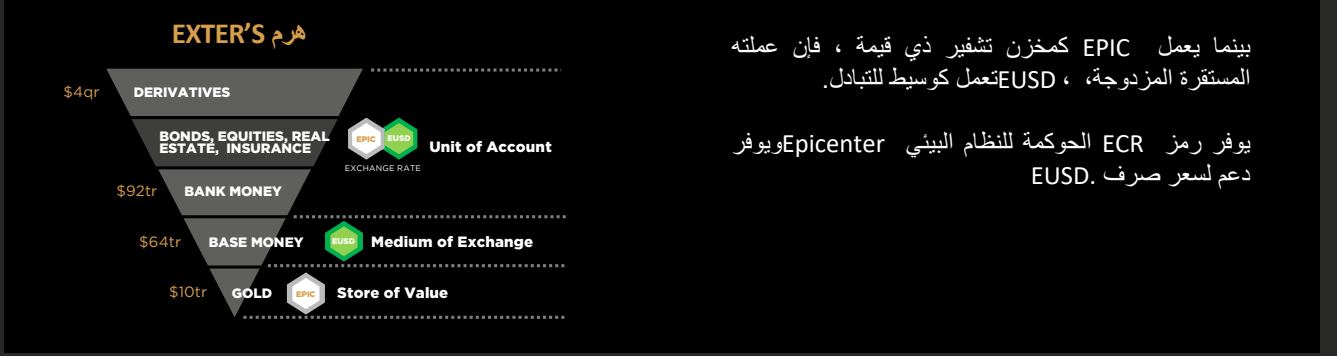 هرم EXTER'S
$4qr
DERIVATIVES
BONDS, EQUITIES, REAL
ESTATE, INSURANCE
EPIC
EUSD
EXCHANGE RATE
Unit of Account
$92tr
BANK MONEY
$64tr
BASE MONEY
EUSD
Medium of Exchange
$10tr
GOLD
EPIC
Store of Value
بينما يعمل EPIC كمخزن تشفير ذي قيمة ، فإن عملته
المستقرة المزدوجة، ، EUSDتعمل كوسيط للتبادل.
يوفر رمز ECR الحوكمة للنظام البيئي Epicenterويوفر
دعم لسعر صرف .EUSD